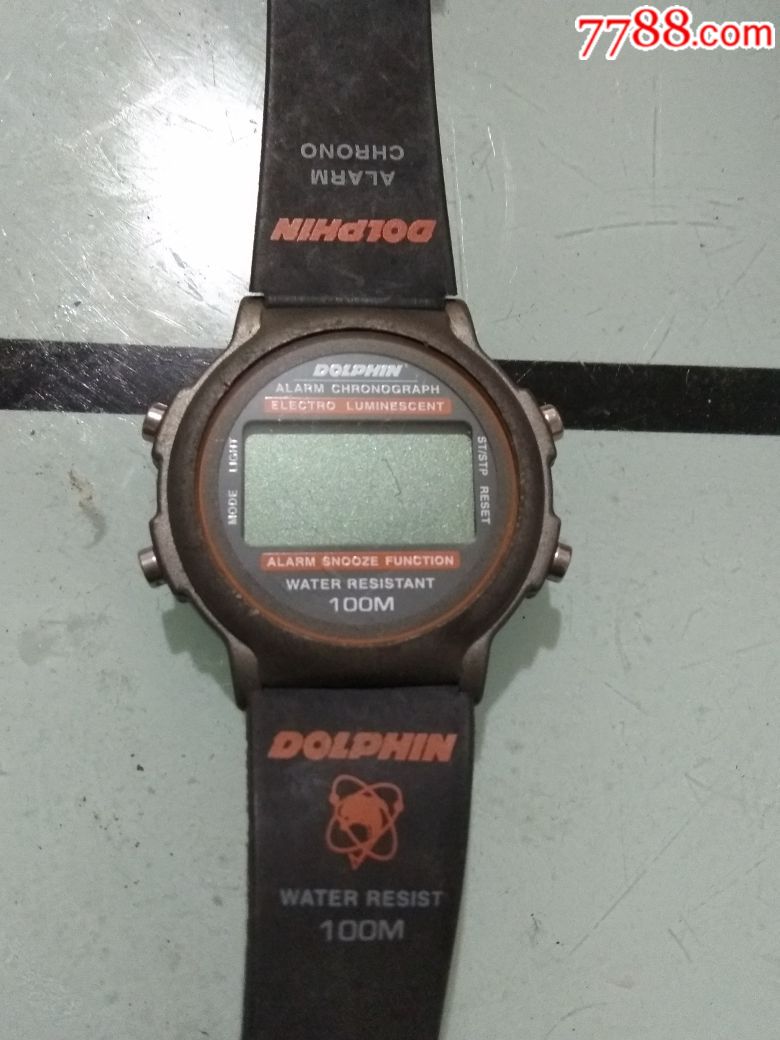 7788.com
ALARM
CHRONO
DOLPHIN
DOLPHIN
ALARM CHRONOGRAPH
ELECTRO LUMINESCENT
LIGHT
MODE
ST/STP
RESET
ALARM SNOOZE FUNCTION
WATER RESISTANT
100M
DOLPHIN
WATER RESIST
100M